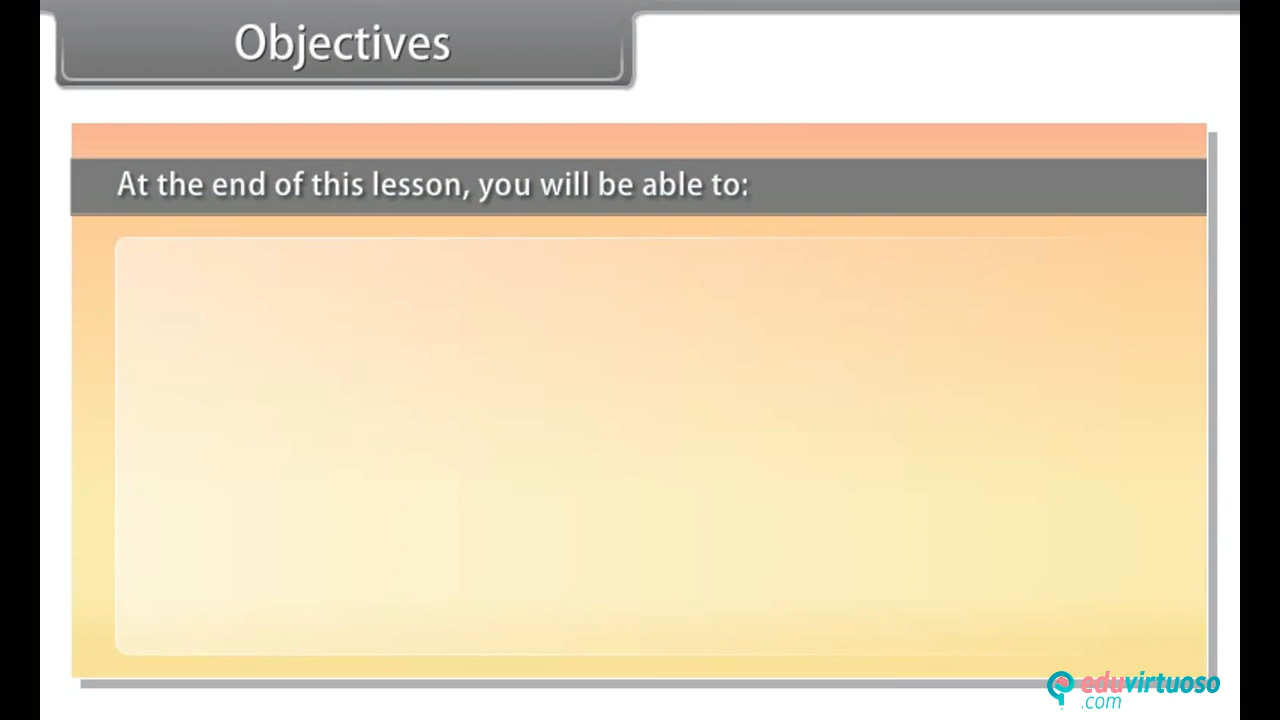 Objectives
At the end of this lesson, you will be able to:
eduvirtuoso
.com